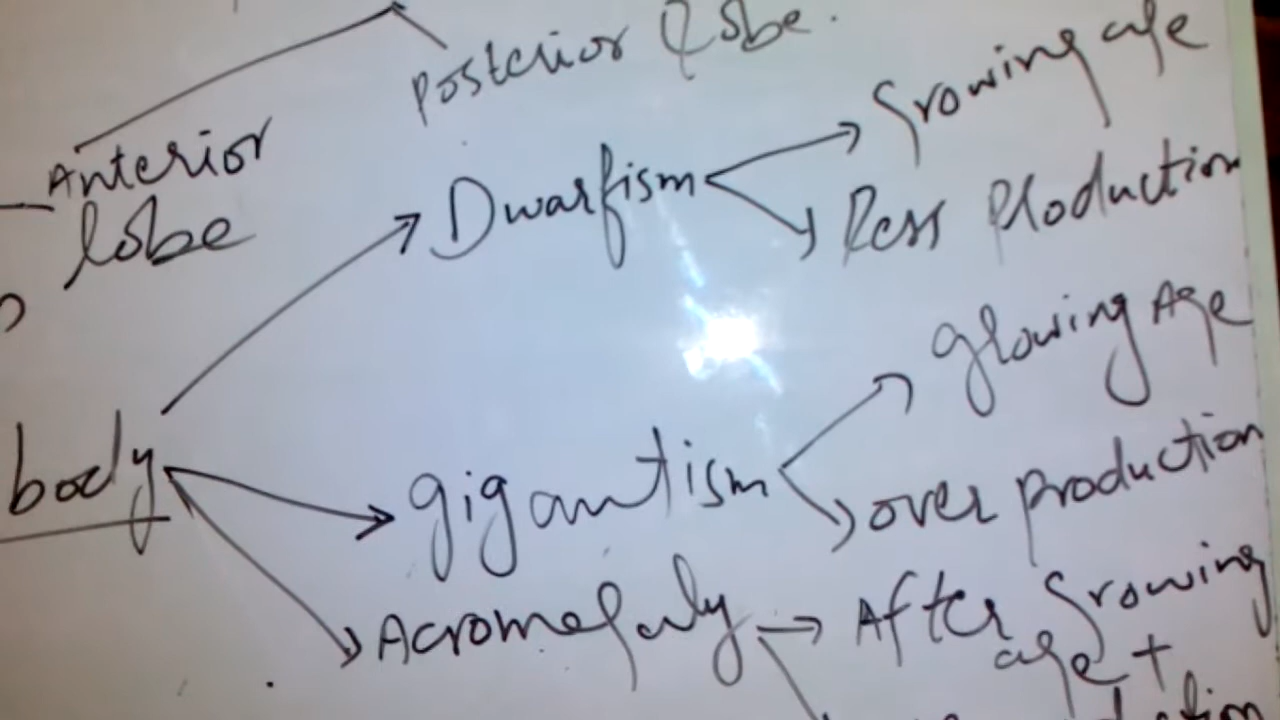 Posterior Lobe.
Anterior
lobe
Dwarfism
Growing age
Less Production
body
gigantism
Glowing Age
over production
Acromegaly
After Growing
age +